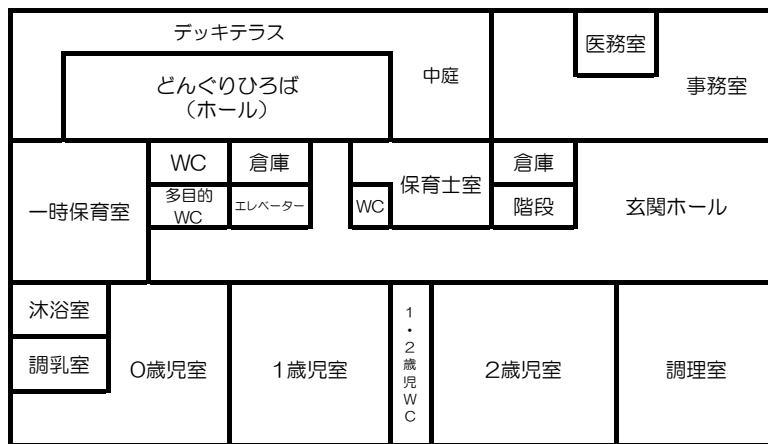 デッキテラス
医務室
中庭
事務室
どんぐりひろば
（ホール）
WC
倉庫
保育士室
倉庫
一時保育室
多目的
WC
エレベーター
WC
階段
玄関ホール
沐浴室
調乳室
0歳児室
1歳児室
1・2歳児WC
2歳児室
調理室